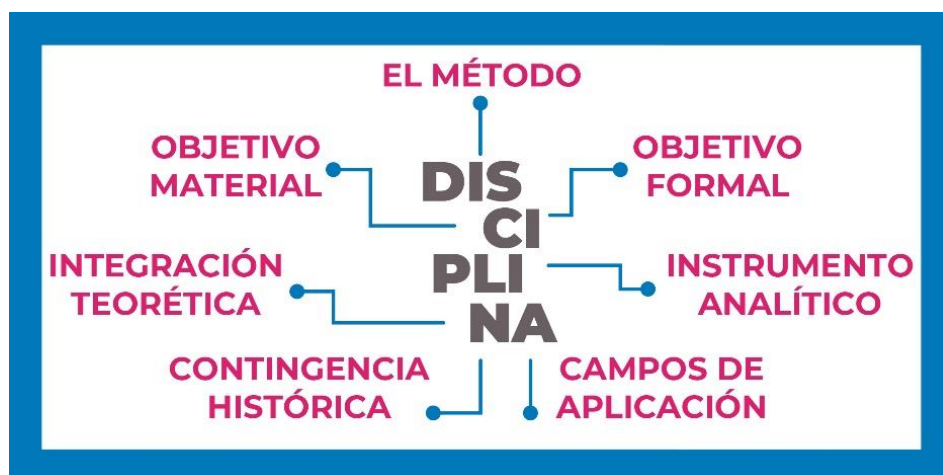 EL MÉTODO
OBJETIVO
MATERIAL
OBJETIVO
FORMAL
DIS
CI
PLI
NA
INTEGRACIÓN
TEORÉTICA
INSTRUMENTO
ANALÍTICO
CONTINGENCIA
HISTÓRICA
CAMPOS DE
APLICACIÓN